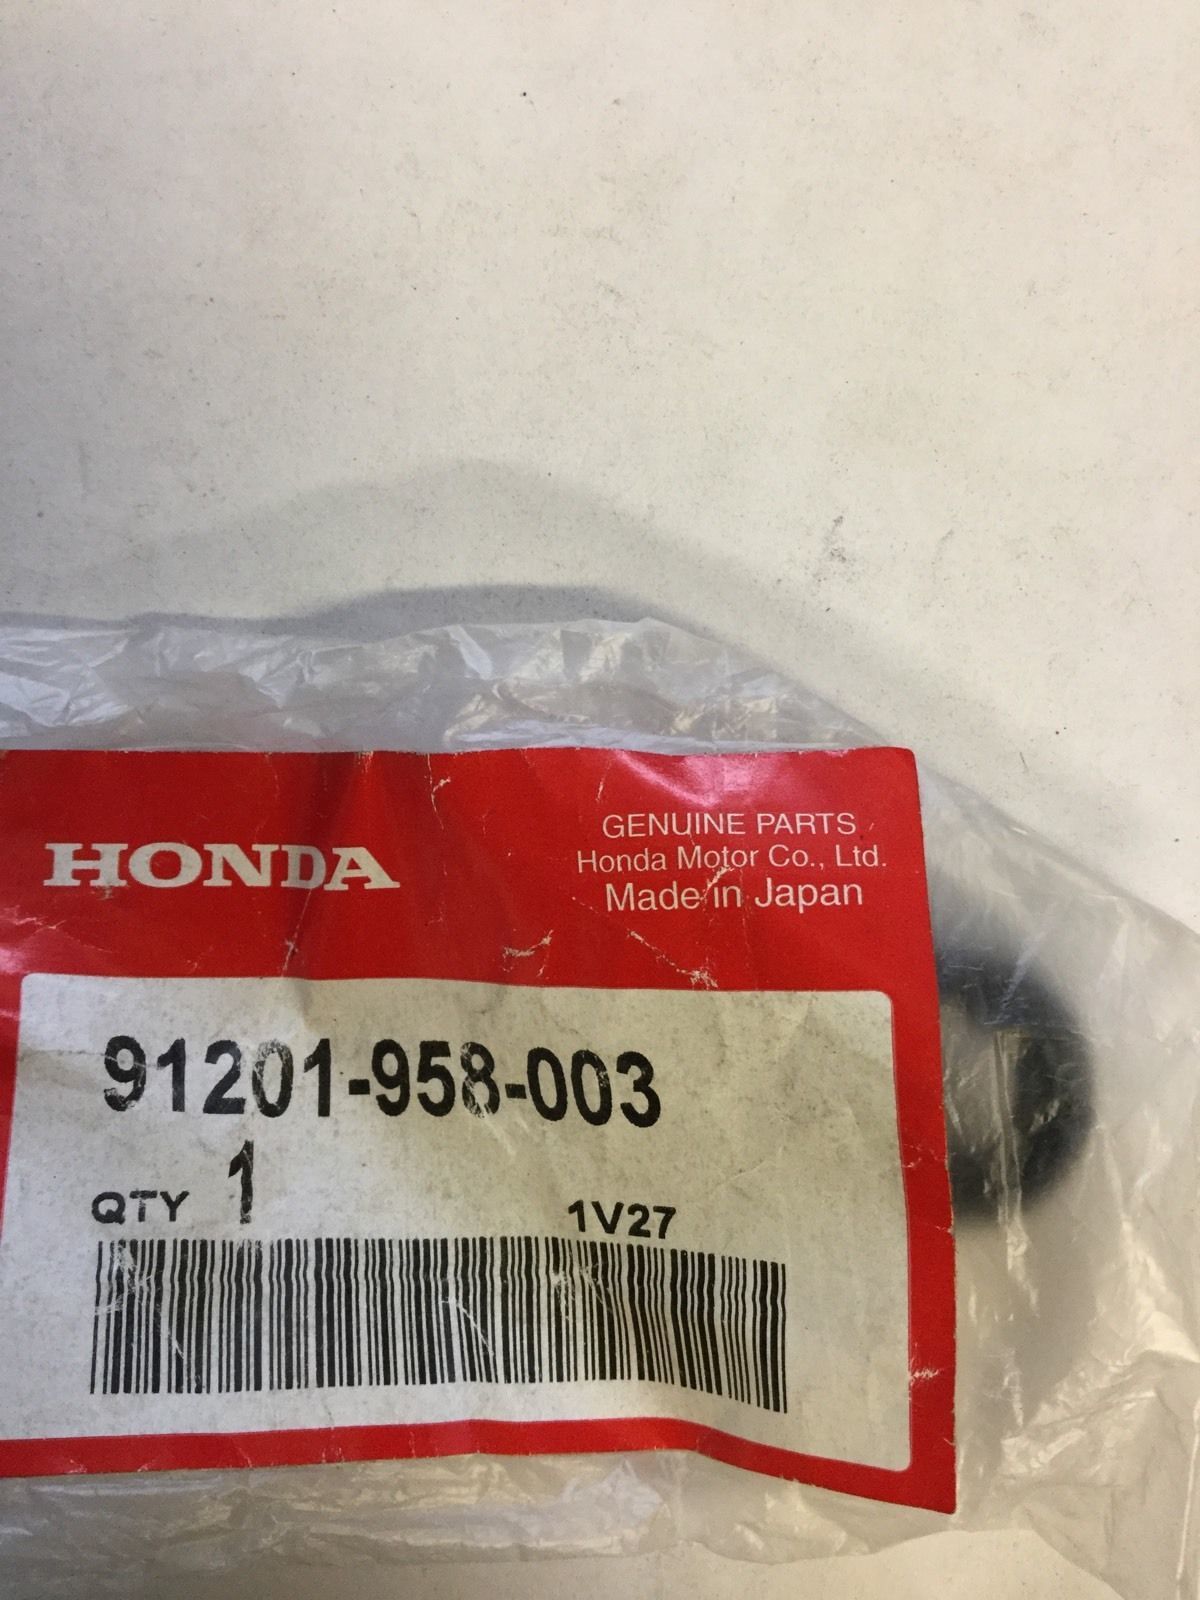 HONDA
GENUINE PARTS
Honda Motor Co., Ltd.
Made in Japan
91201-958-003
QTY 1
1V27